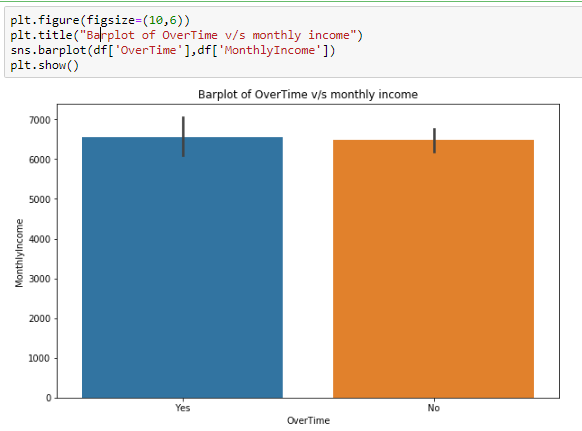 plt.figure(figsize=(10,6))
plt.title("Barplot of OverTime v/s monthly income")
sns.barplot(df['OverTime'],df['MonthlyIncome'])
plt.show()
Barplot of OverTime v/s monthly income
7000
6000
5000
4000
3000
2000
1000
0
MonthlyIncome
Yes
No
OverTime